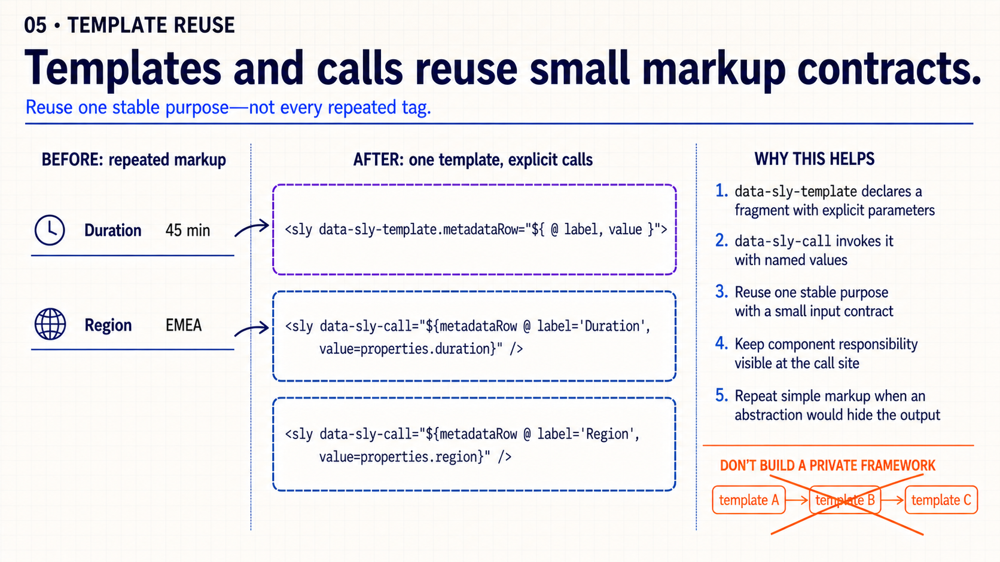 05 • TEMPLATE REUSE
Templates and calls reuse small markup contracts.
Reuse one stable purpose—not every repeated tag.
BEFORE: repeated markup
Duration 45 min
Region EMEA
AFTER: one template, explicit calls
<sly data-sly-template.metadataRow="${ @ label, value }">
<sly data-sly-call="${metadataRow @ label='Duration',
value=properties.duration}" />
<sly data-sly-call="${metadataRow @ label='Region',
value=properties.region}" />
WHY THIS HELPS
1. data-sly-template declares a
fragment with explicit parameters
2. data-sly-call invokes it
with named values
3. Reuse one stable purpose
with a small input contract
4. Keep component responsibility
visible at the call site
5. Repeat simple markup when an
abstraction would hide the output
DON'T BUILD A PRIVATE FRAMEWORK
template A template B template C